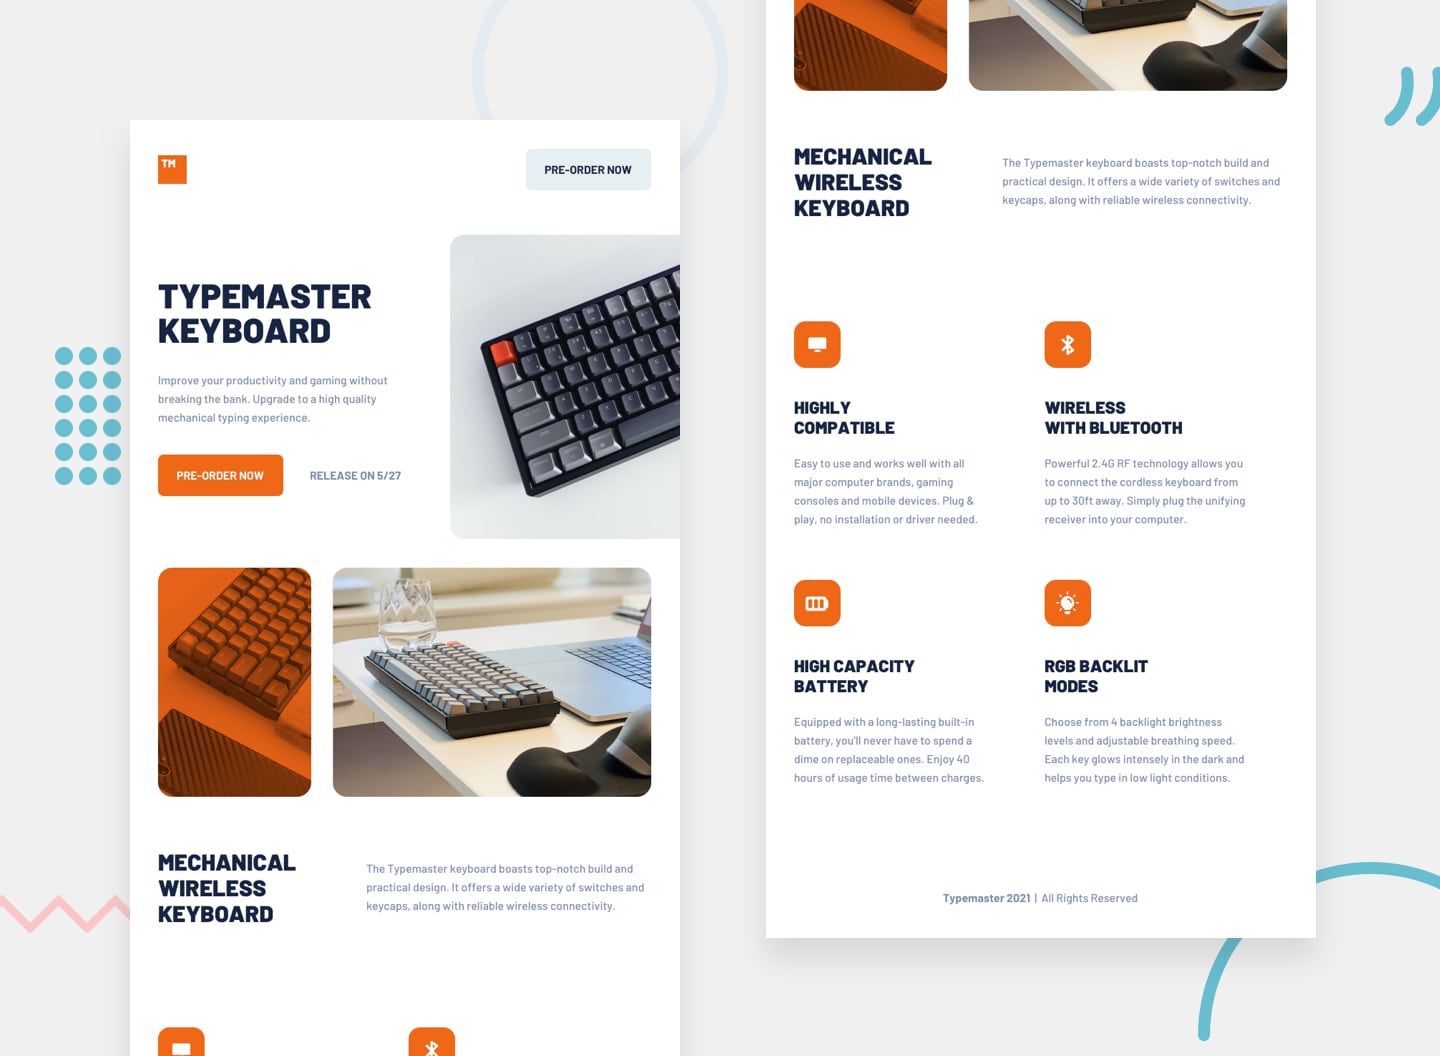 TM
PRE-ORDER NOW
TYPEMASTER
KEYBOARD
Improve your productivity and gaming without
breaking the bank. Upgrade to a high quality
mechanical typing experience.
PRE-ORDER NOW
RELEASE ON 5/27
MECHANICAL
WIRELESS
KEYBOARD
The Typemaster keyboard boasts top-notch build and
practical design. It offers a wide variety of switches and
keycaps, along with reliable wireless connectivity.
MECHANICAL
WIRELESS
KEYBOARD
The Typemaster keyboard boasts top-notch build and
practical design. It offers a wide variety of switches and
keycaps, along with reliable wireless connectivity.
HIGHLY
COMPATIBLE
Easy to use and works well with all
major computer brands, gaming
consoles and mobile devices. Plug &
play, no installation or driver needed.
WIRELESS
WITH BLUETOOTH
Powerful 2.4G RF technology allows you
to connect the cordless keyboard from
up to 30ft away. Simply plug the unifying
receiver into your computer.
HIGH CAPACITY
BATTERY
Equipped with a long-lasting built-in
battery, you'll never have to spend a
dime on replaceable ones. Enjoy 40
hours of usage time between charges.
RGB BACKLIT
MODES
Choose from 4 backlight brightness
levels and adjustable breathing speed.
Each key glows intensely in the dark and
helps you type in low light conditions.
Typemaster 2021 | All Rights Reserved